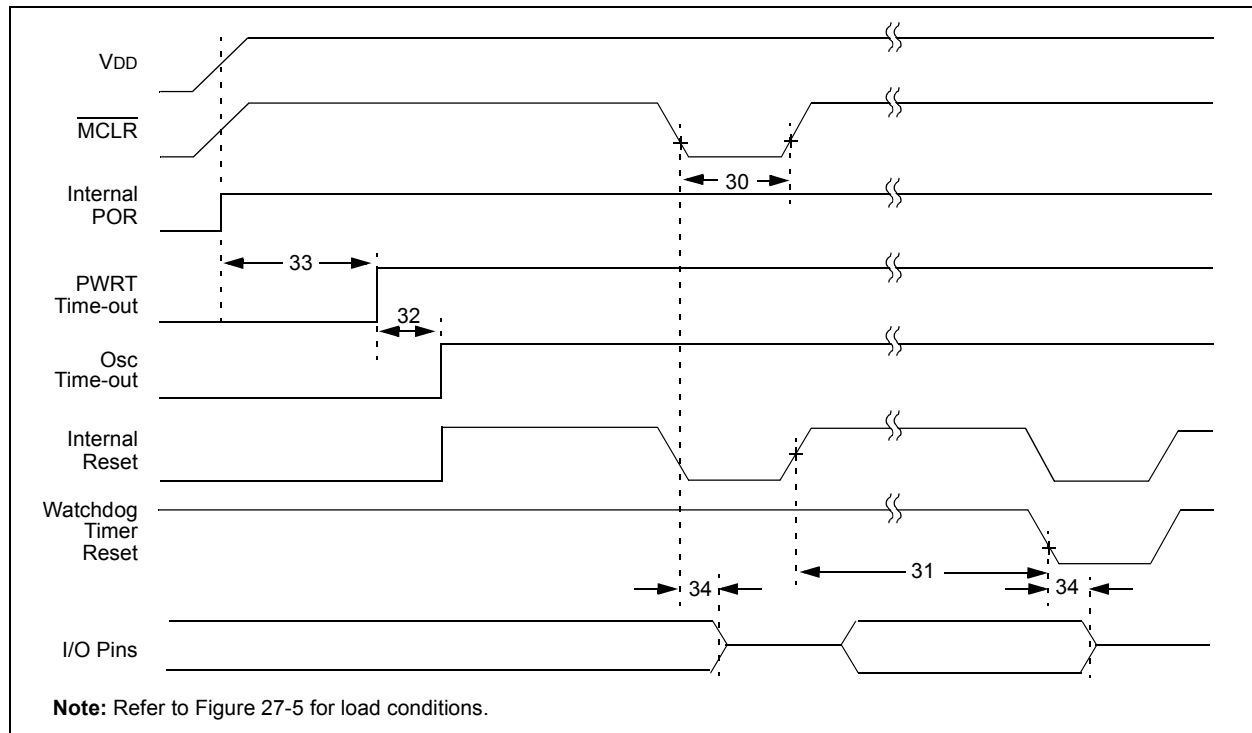 VDD
MCLR
Internal
POR
30
33
PWRT
Time-out
32
Osc
Time-out
Internal
Reset
Watchdog
Timer
Reset
31
34
34
I/O Pins
Note: Refer to Figure 27-5 for load conditions.